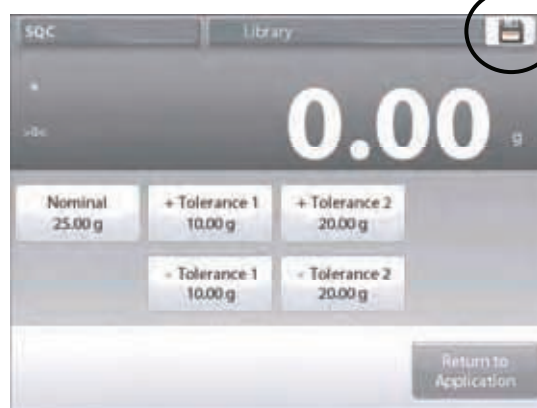 SQC
Library
*
>0<
0.00 g
Nominal
25.00 g
+ Tolerance 1
10.00 g
+ Tolerance 2
20.00 g
- Tolerance 1
10.00 g
- Tolerance 2
20.00 g
Return to
Application